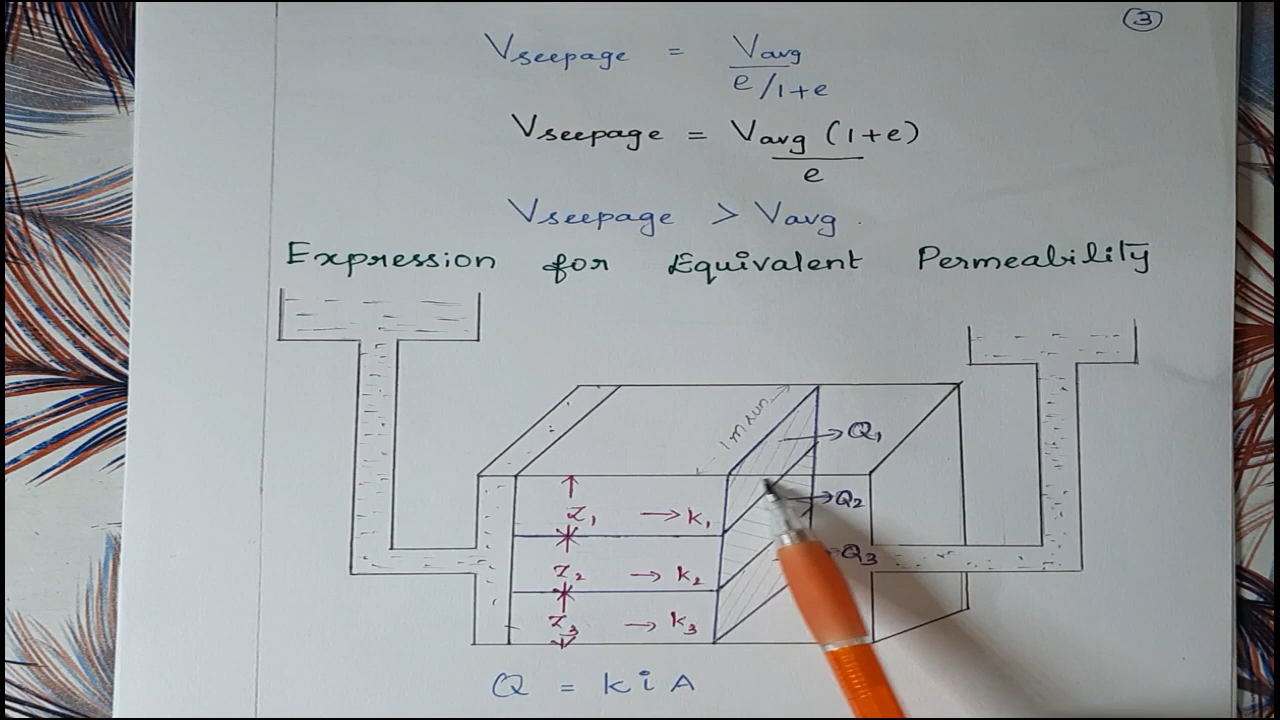 3
Vseepage = Vavg
e/1+e
Vseepage = Vavg (1+e)
e
Vseepage > Vavg.
Expression for Equivalent Permeability
1m run
Q1
Z1 → k1
Q2
Z2 → k2
Q3
Z3 → k3
Q = k i A